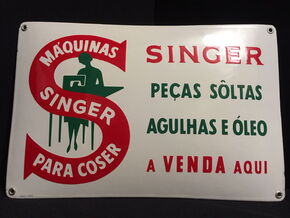 MAQUINAS
SINGER
PARA COSER
SINGER
PEÇAS SÔLTAS
AGULHAS E ÓLEO
A VENDA AQUI